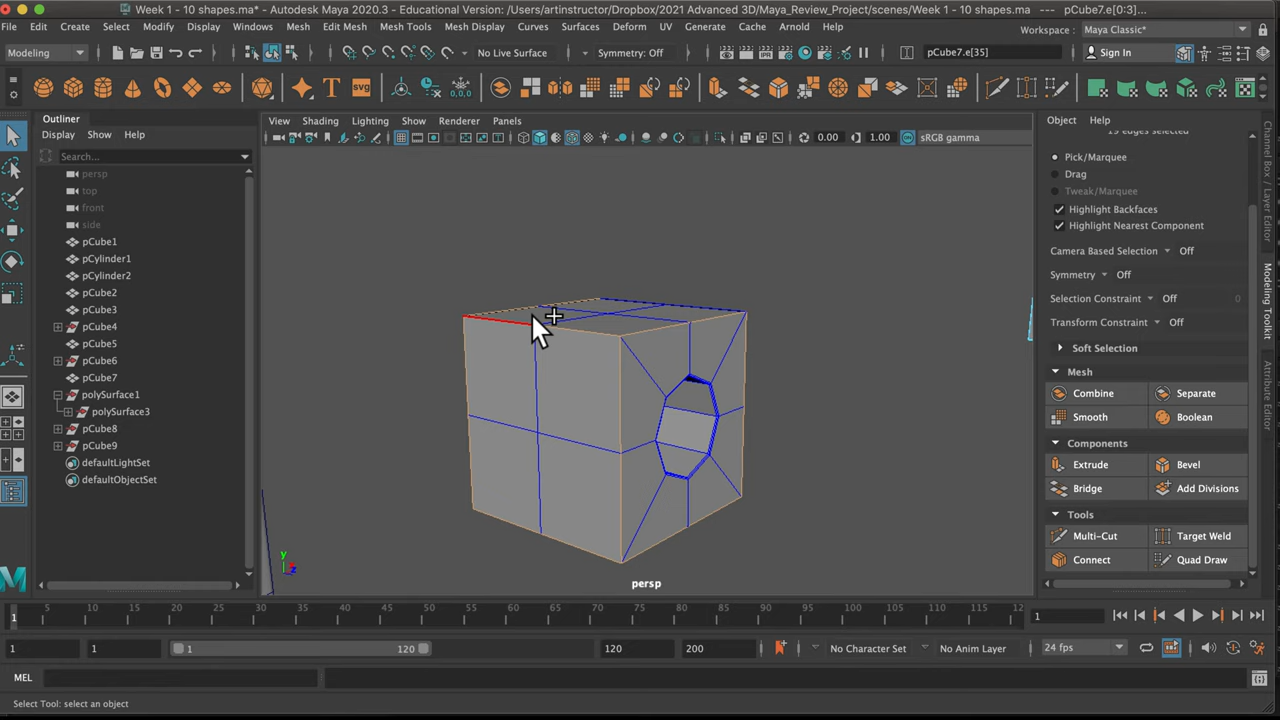 Week 1 - 10 shapes.ma* - Autodesk Maya 2020.3 - Educational Version: /Users/artinstructor/Dropbox/2021 Advanced 3D/Maya_Review_Project/scenes/Week 1 - 10 shapes.ma --- pCube7.e[0:3]...
File Edit Create Select Modify Display Windows Mesh Edit Mesh Mesh Tools Mesh Display Curves Surfaces Deform UV Generate Cache Arnold Help
Workspace : Maya Classic*
Modeling No Live Surface Symmetry: Off pCube7.e[35] Sign In
SVG
Outliner
Display Show Help
Search...
persp
top
front
side
pCube1
pCylinder1
pCylinder2
pCube2
pCube3
pCube4
pCube5
pCube6
pCube7
polySurface1
polySurface3
pCube8
pCube9
defaultLightSet
defaultObjectSet
View Shading Lighting Show Renderer Panels
0.00 1.00 sRGB gamma
y
z
persp
Object Help
19 edges selected
Pick/Marquee
Drag
Tweak/Marquee
Highlight Backfaces
Highlight Nearest Component
Camera Based Selection Off
Symmetry Off
Selection Constraint Off 0
Transform Constraint Off
Soft Selection
Mesh
Combine Separate
Smooth Boolean
Components
Extrude Bevel
Bridge Add Divisions
Tools
Multi-Cut Target Weld
Connect Quad Draw
Channel Box / Layer Editor
Modeling Toolkit
Attribute Editor
1 5 10 15 20 25 30 35 40 45 50 55 60 65 70 75 80 85 90 95 100 105 110 115 12
1
1 1 1 120 120 200 No Character Set No Anim Layer 24 fps
MEL
Select Tool: select an object